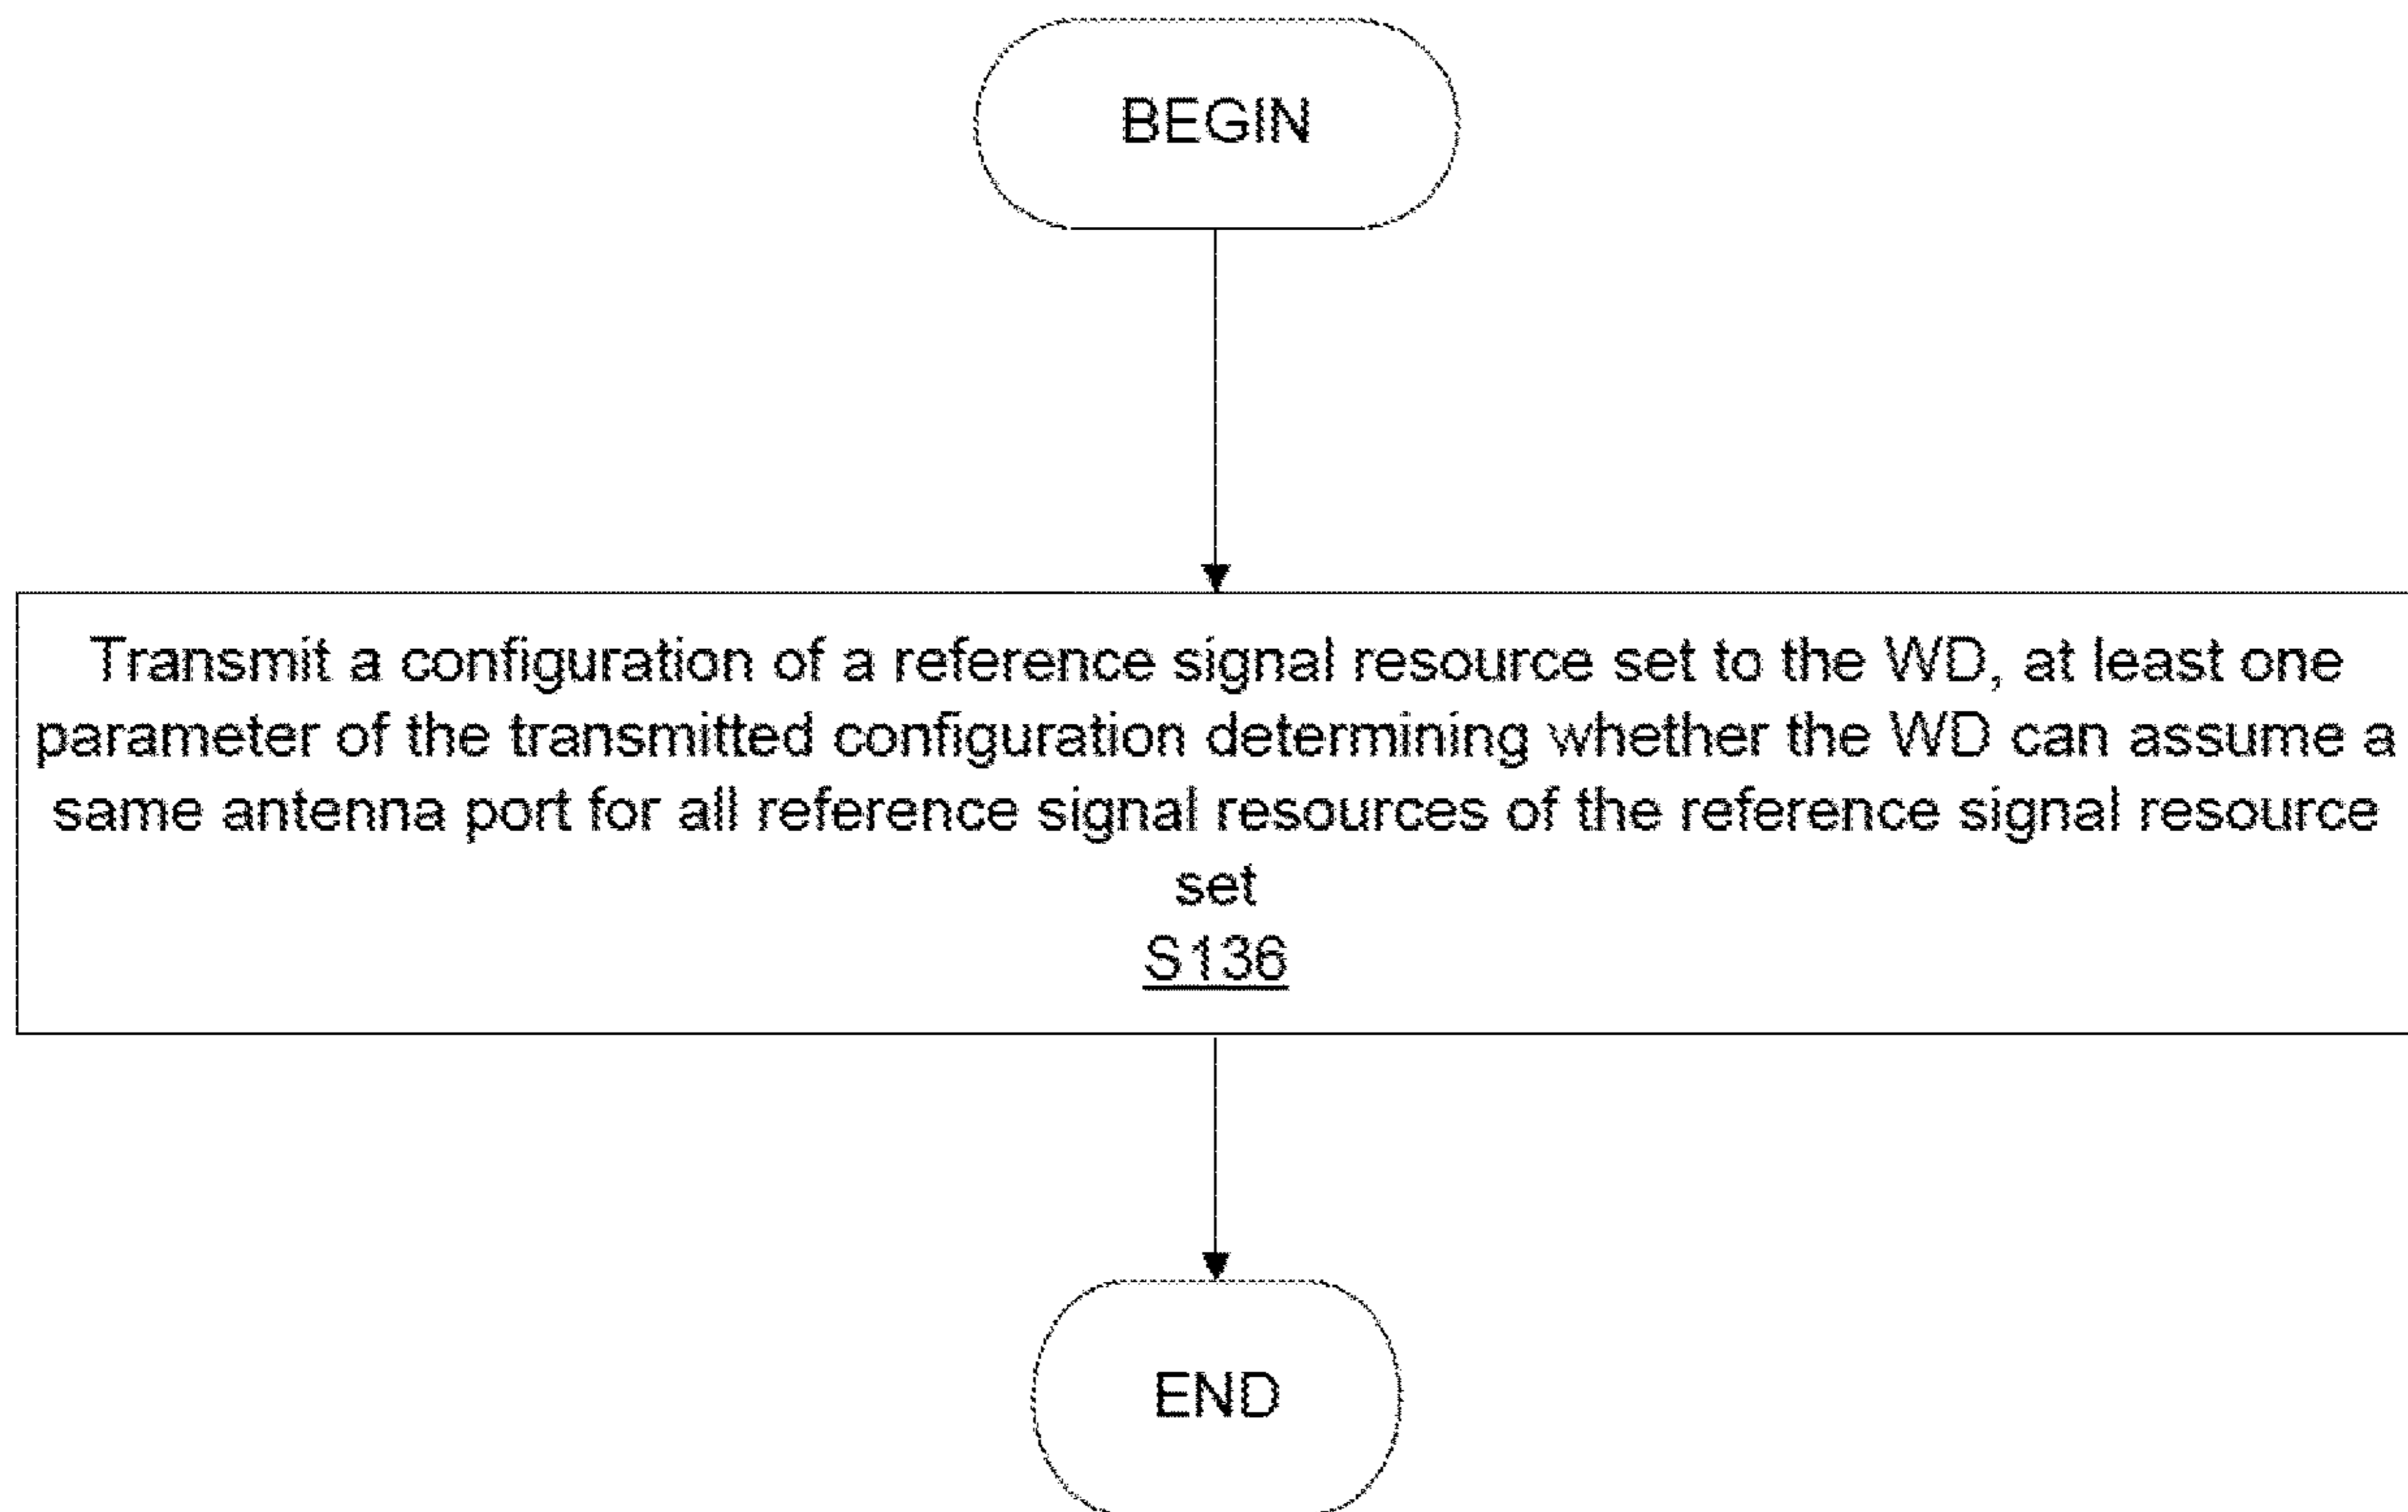 BEGIN
Transmit a configuration of a reference signal resource set to the WD, at least one
parameter of the transmitted configuration determining whether the WD can assume a
same antenna port for all reference signal resources of the reference signal resource
set
S136
END